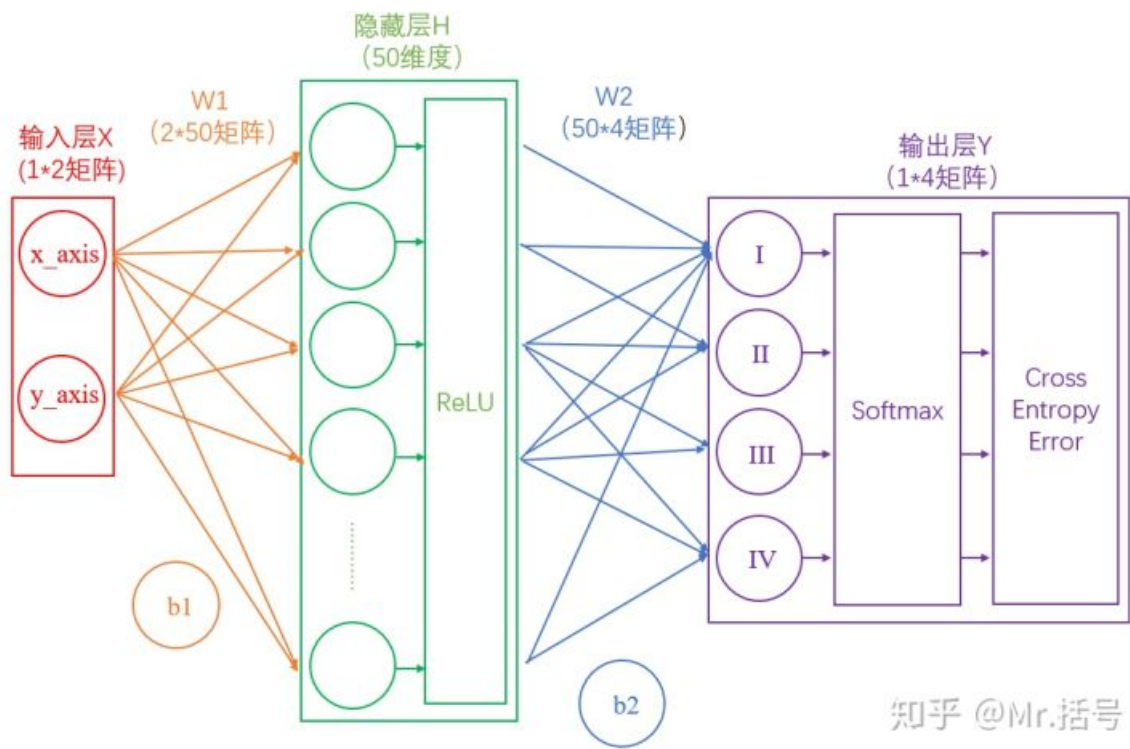 隐藏层H
（50维度）
W1
（2*50矩阵）
W2
（50*4矩阵）
输入层X
(1*2矩阵)
输出层Y
（1*4矩阵）
x_axis
y_axis
ReLU
I
II
III
IV
Softmax
Cross
Entropy
Error
b1
b2
知乎 @Mr.括号